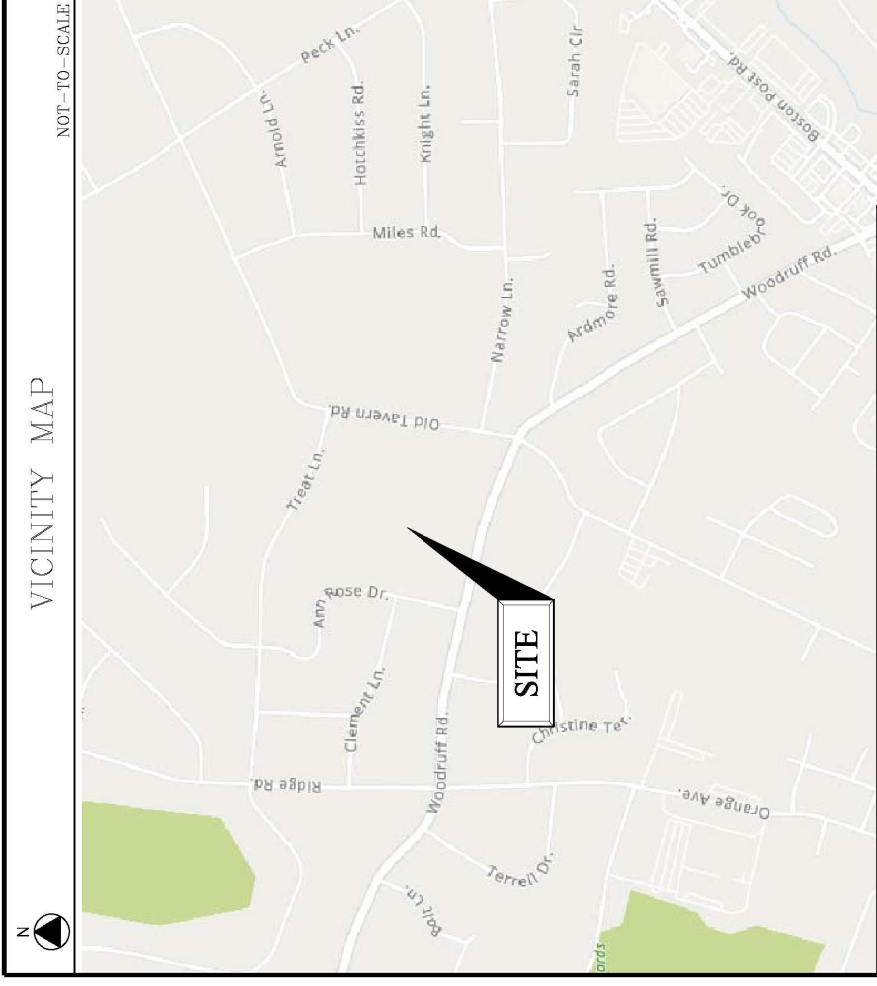 VICINITY MAP
NOT-TO-SCALE
N
Peck Ln.
Arnold Ln.
Hotchkiss Rd.
Knight Ln.
Miles Rd.
Sarah Cir
Boston Post Rd.
Narrow Ln.
Ardmore Rd.
Sawmill Rd.
Tumblebrook Dr.
Woodruff Rd.
Old Tavern Rd.
Treat Ln.
Ann Rose Dr.
Clement Ln.
SITE
Woodruff Rd.
Christine Ter.
Ridge Rd.
Orange Ave.
Terrell Dr.
Ln.
ards